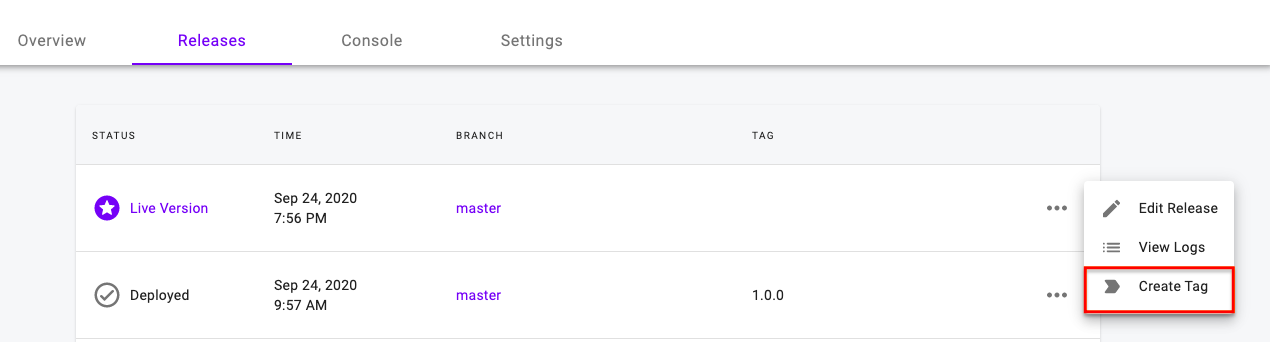 Overview Releases Console Settings
STATUS TIME BRANCH TAG
Live Version
Sep 24, 2020
7:56 PM
master
Deployed
Sep 24, 2020
9:57 AM
master
1.0.0
Edit Release
View Logs
Create Tag